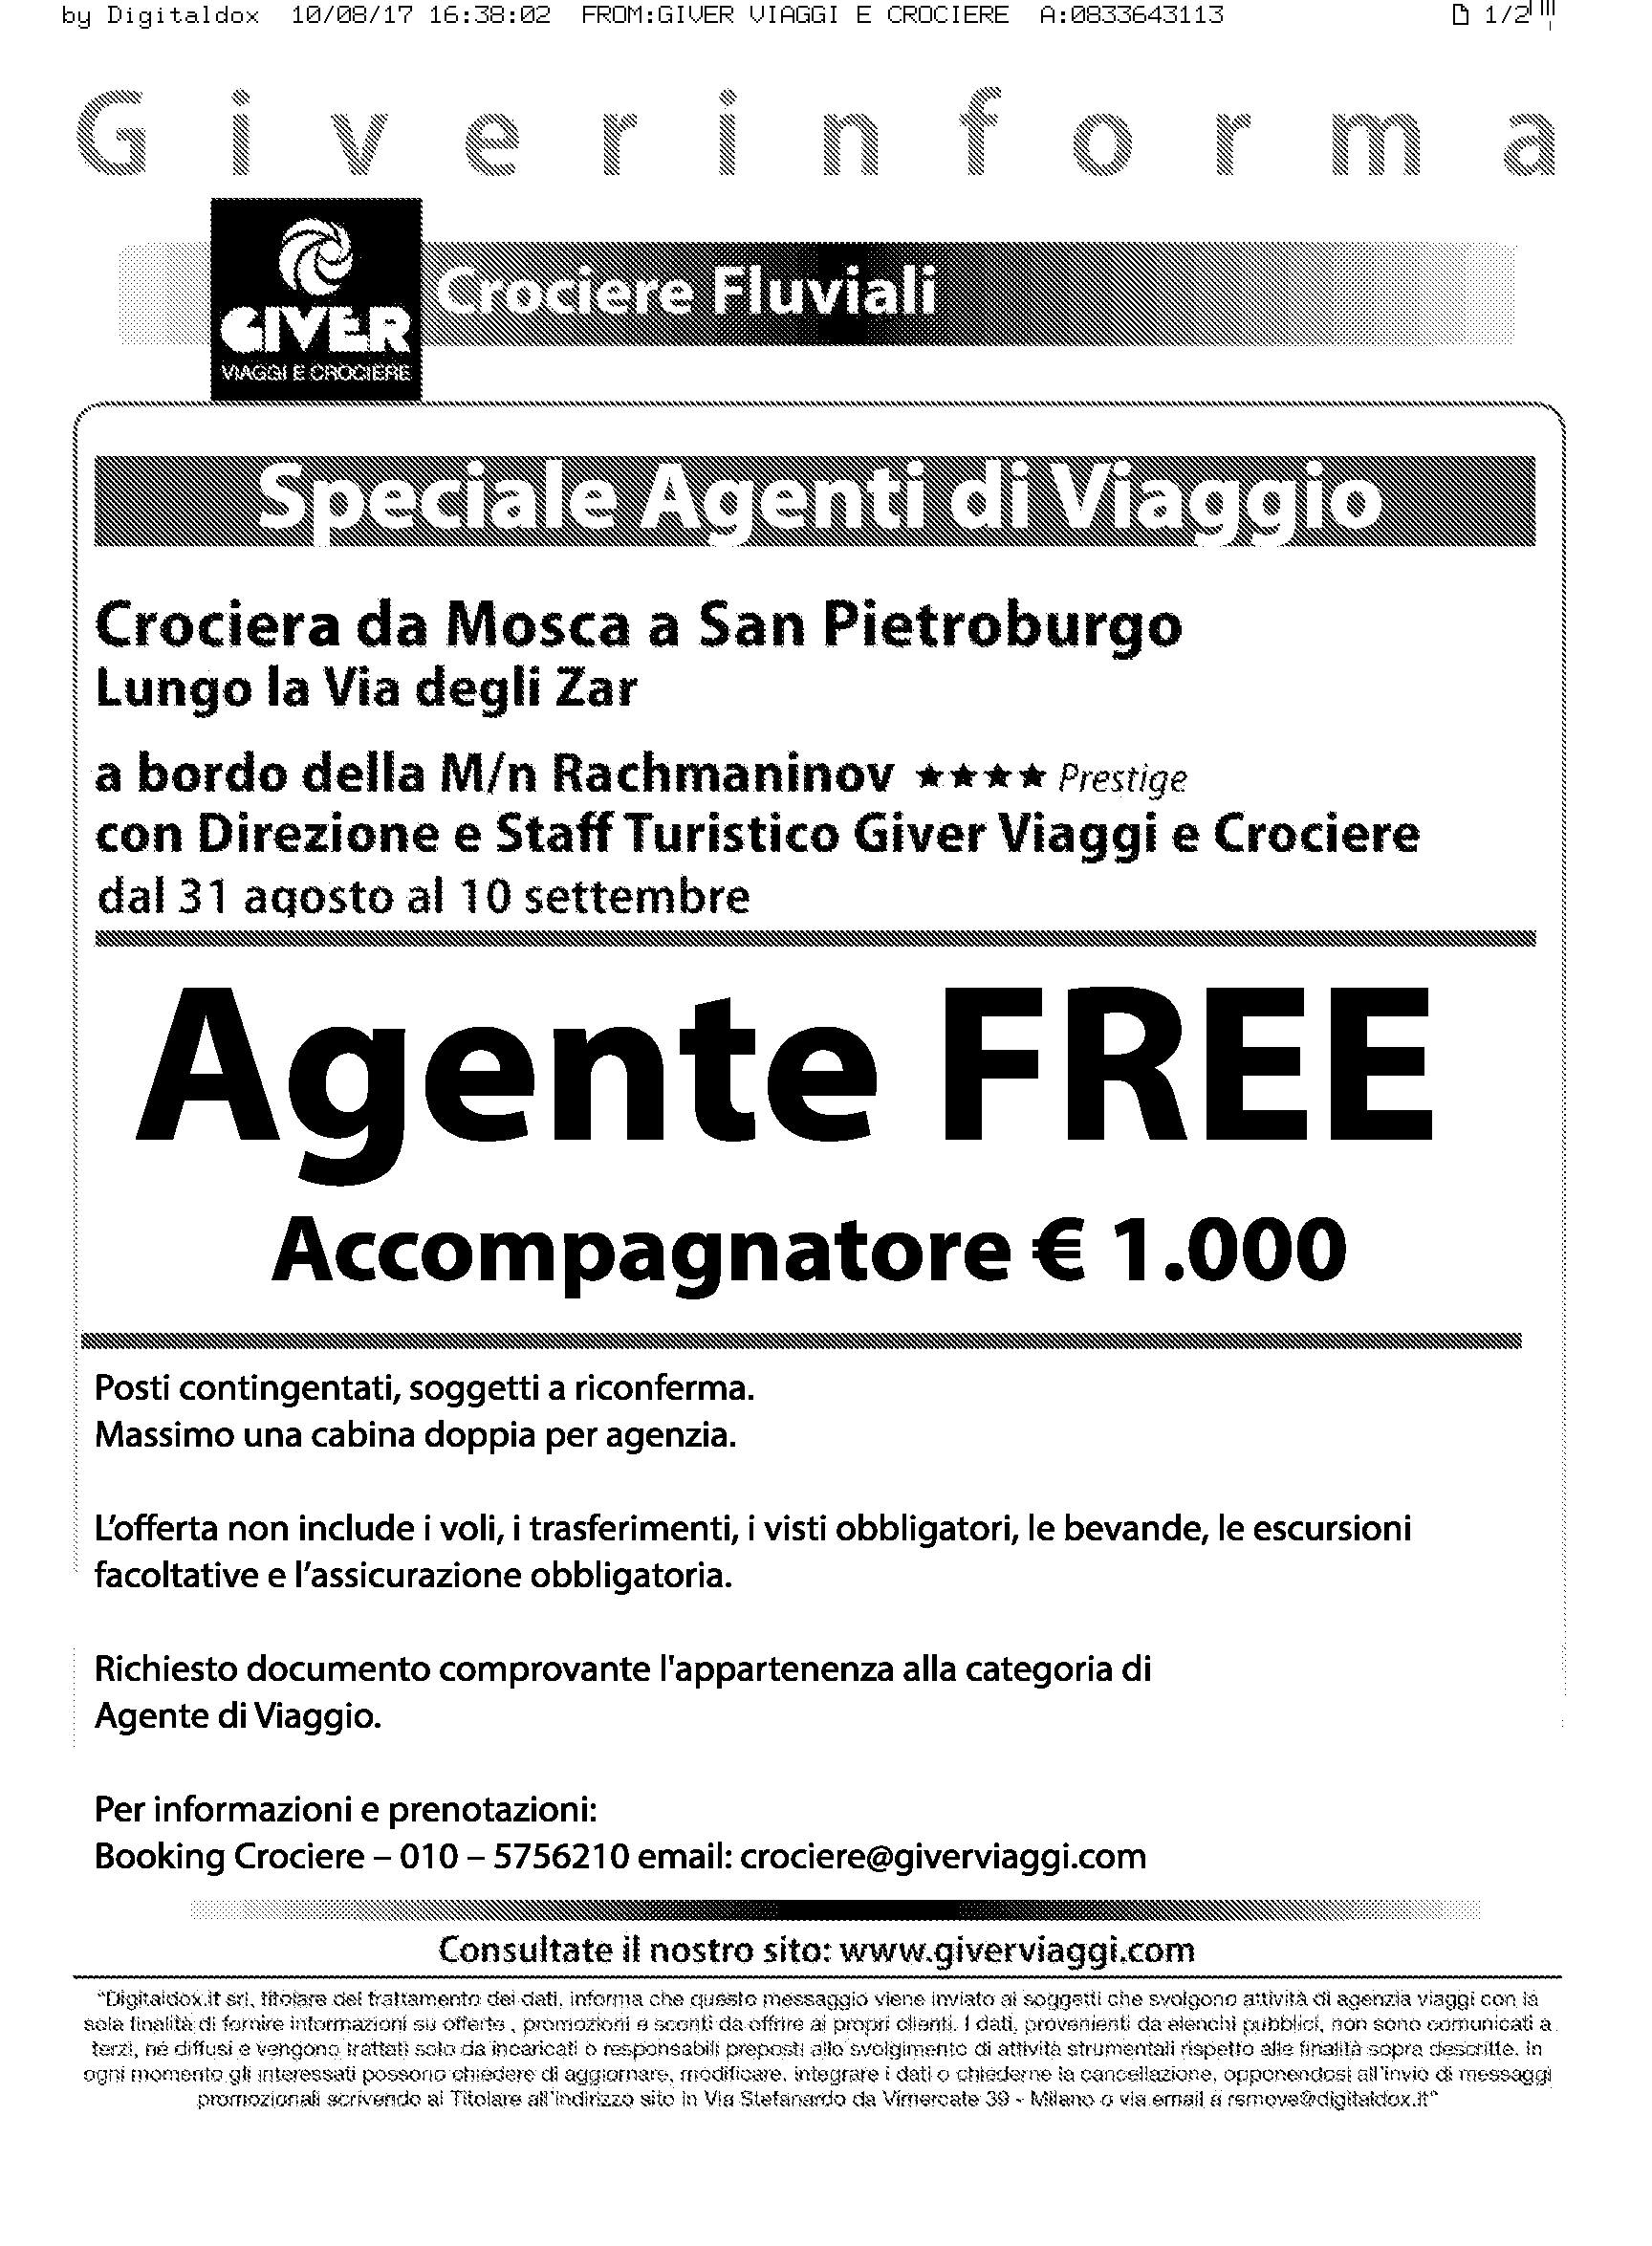 by Digitaldox 10/08/17 16:38:02 FROM:GIVER VIAGGI E CROCIERE A:0833643113 1/2
Giverinforma
GIVER
VIAGGI E CROCIERE
Crociere Fluviali
Speciale Agenti di Viaggio
Crociera da Mosca a San Pietroburgo
Lungo la Via degli Zar
a bordo della M/n Rachmaninov ★★★★ Prestige
con Direzione e Staff Turistico Giver Viaggi e Crociere
dal 31 agosto al 10 settembre
Agente FREE
Accompagnatore € 1.000
Posti contingentati, soggetti a riconferma.
Massimo una cabina doppia per agenzia.
L’offerta non include i voli, i trasferimenti, i visti obbligatori, le bevande, le escursioni
facoltative e l’assicurazione obbligatoria.
Richiesto documento comprovante l'appartenenza alla categoria di
Agente di Viaggio.
Per informazioni e prenotazioni:
Booking Crociere – 010 – 5756210 email: crociere@giverviaggi.com
Consultate il nostro sito: www.giverviaggi.com
“Digitaldox.it srl, titolare del trattamento dei dati, informa che questo messaggio viene inviato ai soggetti che svolgono attività di agenzia viaggi con la
sola finalità di fornire informazioni su offerte , promozioni e sconti da offrire ai propri clienti. I dati, provenienti da elenchi pubblici, non sono comunicati a
terzi, né diffusi e vengono trattati solo da incaricati o responsabili preposti allo svolgimento di attività strumentali rispetto alle finalità sopra descritte. In
ogni momento gli interessati possono chiedere di aggiornare, modificare, integrare i dati o chiederne la cancellazione, opponendosi all'invio di messaggi
promozionali scrivendo al Titolare all'indirizzo sito in Via Stefanardo da Vimercate 39 - Milano o via email a remove@digitaldox.it“